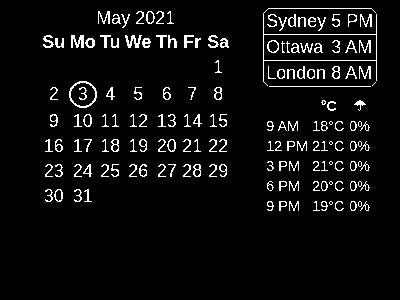 May 2021
Su Mo Tu We Th Fr Sa
1
2 3 4 5 6 7 8
9 10 11 12 13 14 15
16 17 18 19 20 21 22
23 24 25 26 27 28 29
30 31
Sydney 5 PM
Ottawa 3 AM
London 8 AM
°C ☂
9 AM 18°C 0%
12 PM 21°C 0%
3 PM 21°C 0%
6 PM 20°C 0%
9 PM 19°C 0%